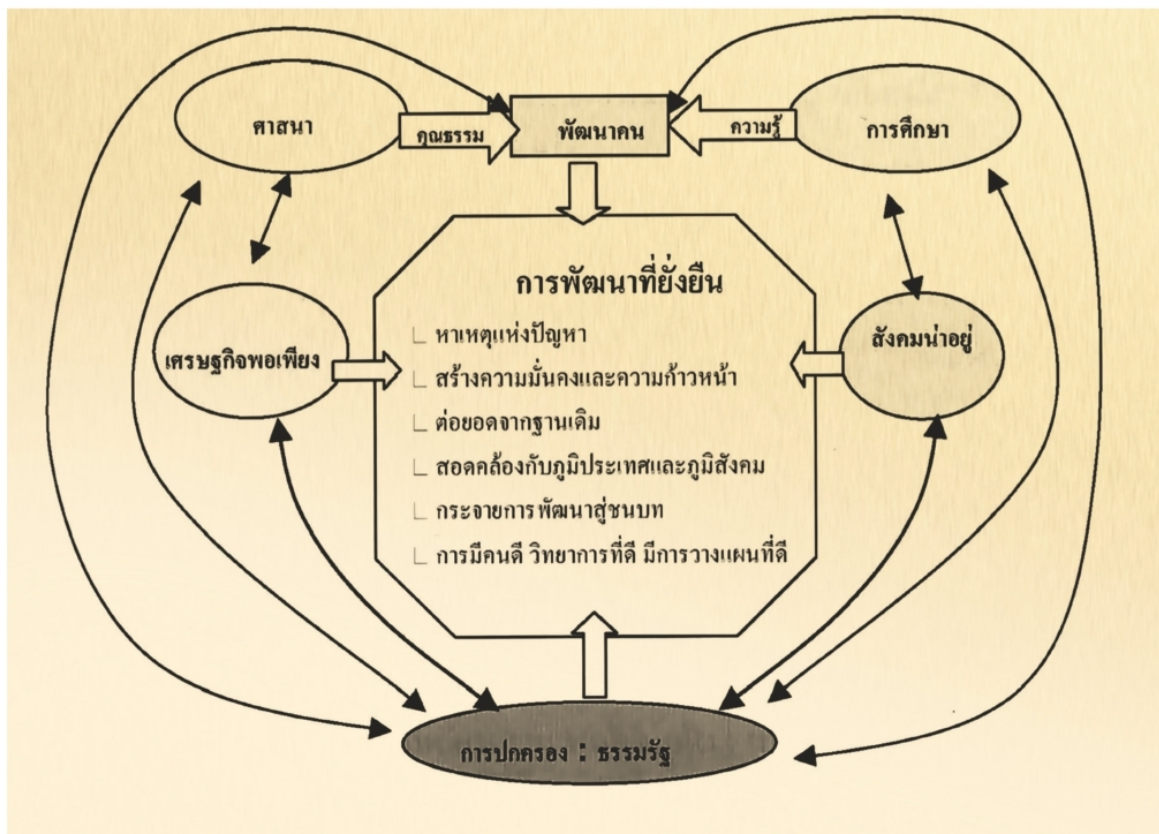 ศาสนา
คุณธรรม
พัฒนาคน
ความรู้
การศึกษา
การพัฒนาที่ยั่งยืน
หาเหตุแห่งปัญหา
สร้างความมั่นคงและความก้าวหน้า
ต่อยอดจากฐานเดิม
สอดคล้องกับภูมิประเทศและภูมิสังคม
กระจายการพัฒนาสู่ชนบท
การมีคนดี วิทยาการที่ดี มีการวางแผนที่ดี
เศรษฐกิจพอเพียง
สังคมน่าอยู่
การปกครอง : ธรรมรัฐ